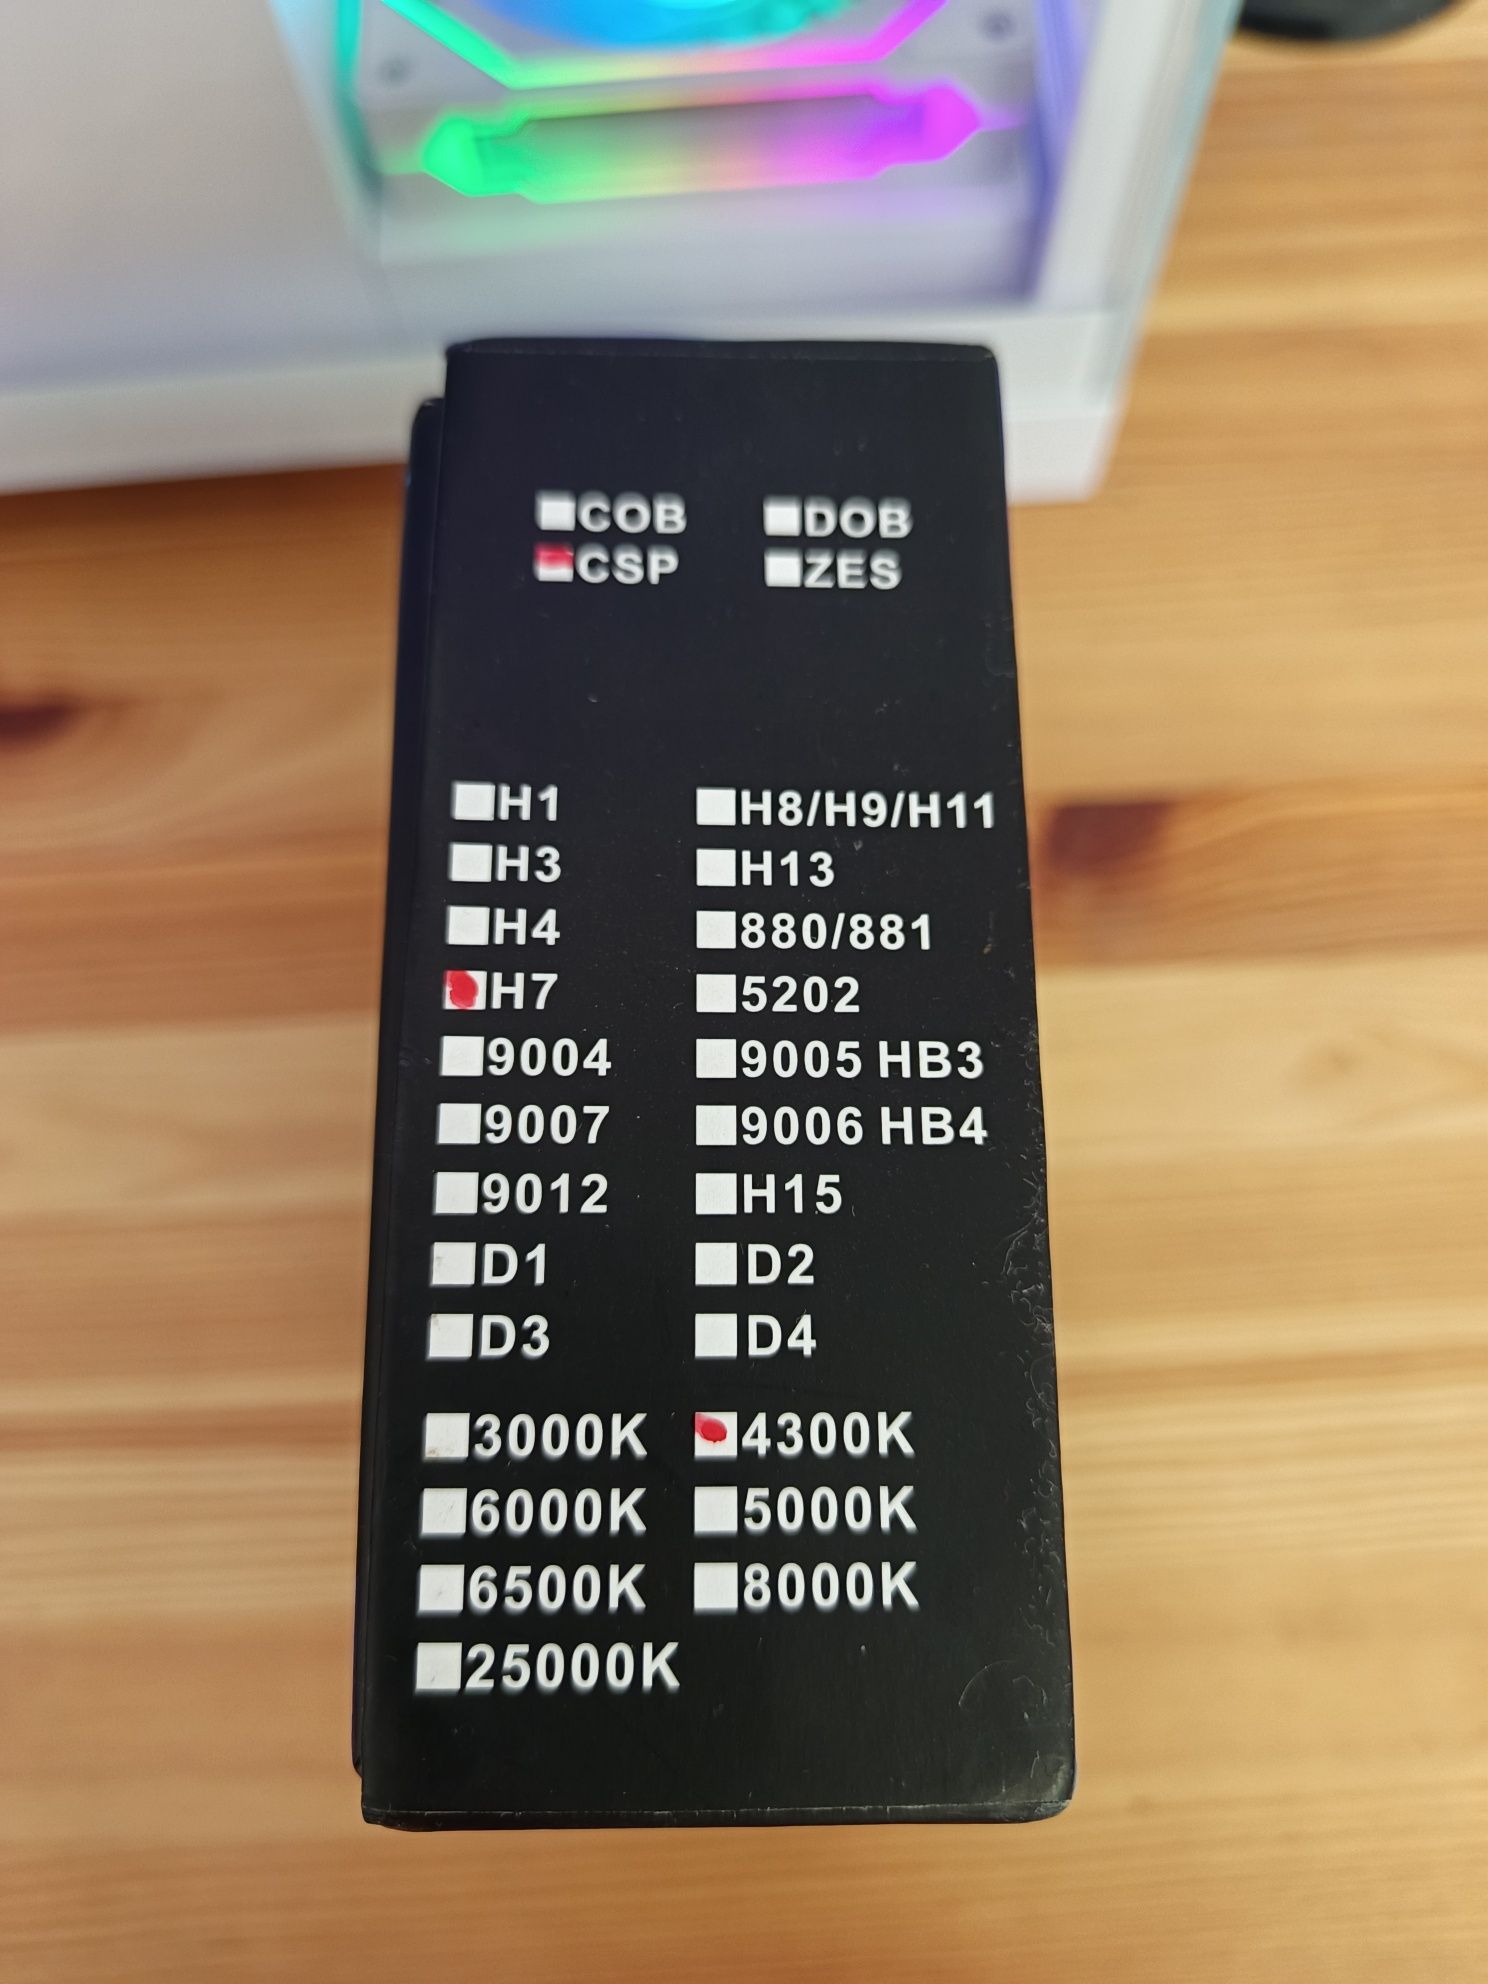 COB DOB
CSP ZES
H1 H8/H9/H11
H3 H13
H4 880/881
H7 5202
9004 9005 HB3
9007 9006 HB4
9012 H15
D1 D2
D3 D4
3000K 4300K
6000K 5000K
6500K 8000K
25000K